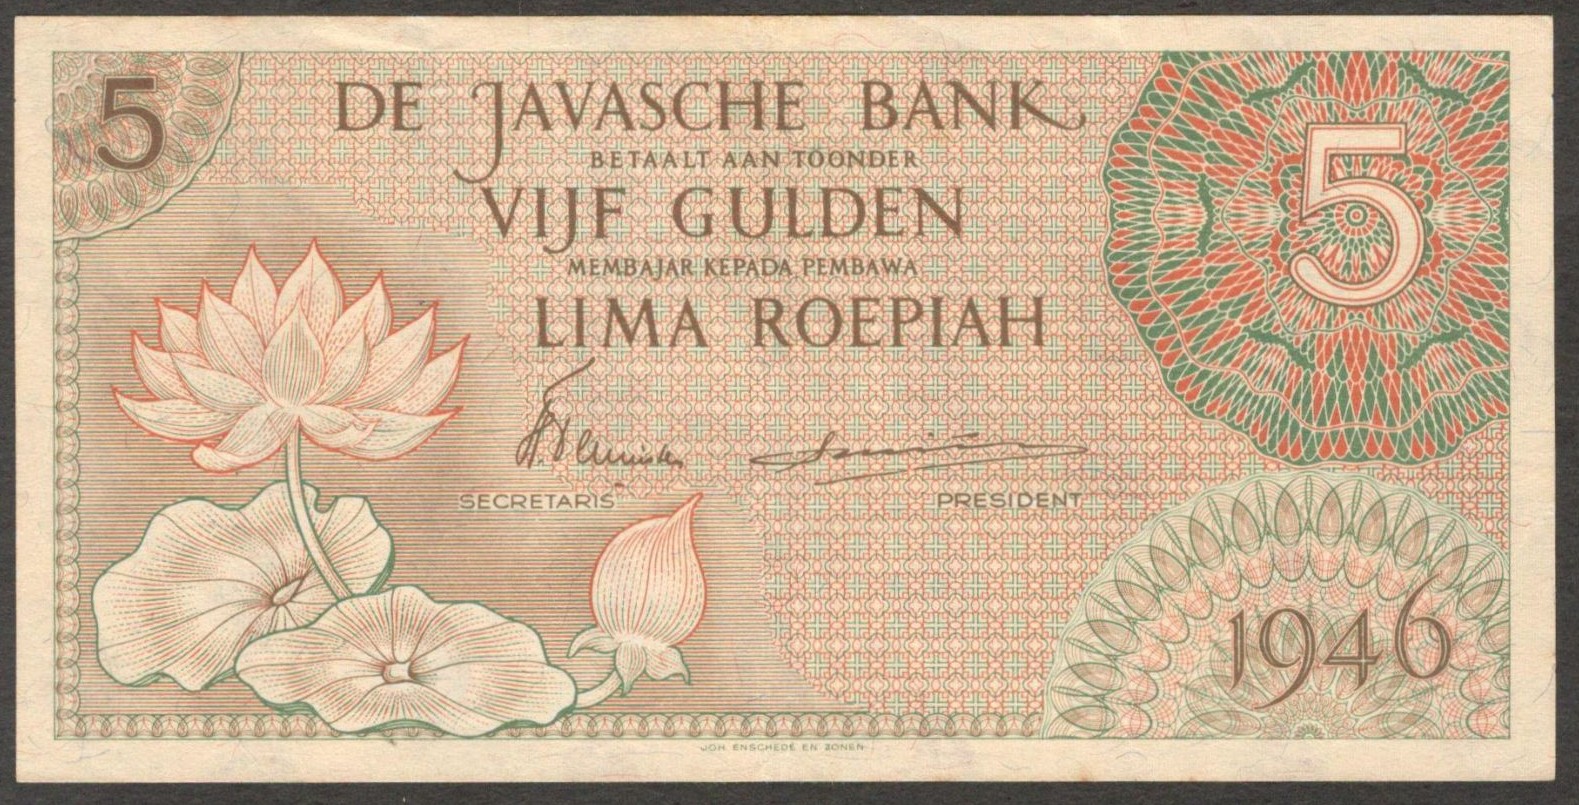 5
DE JAVASCHE BANK
BETAALT AAN TOONDER
VIJF GULDEN
MEMBAJAR KEPADA PEMBAWA
LIMA ROEPIAH
5
SECRETARIS
PRESIDENT
1946
JOH. ENSCHEDÉ EN ZONEN